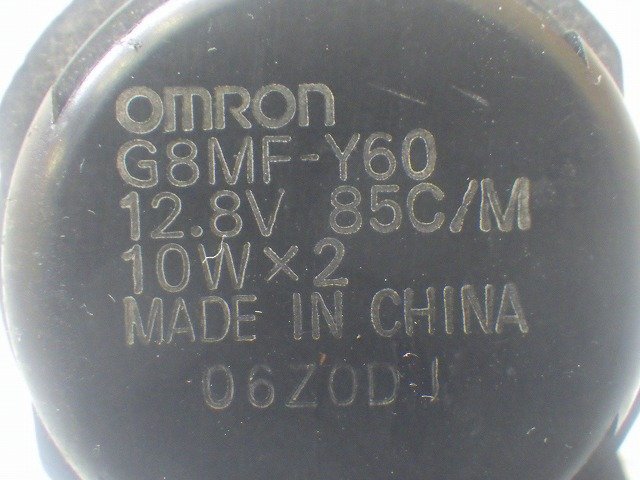 OMRON
G8MF-Y60
12.8V 85C/M
10W×2
MADE IN CHINA
06Z0DJ